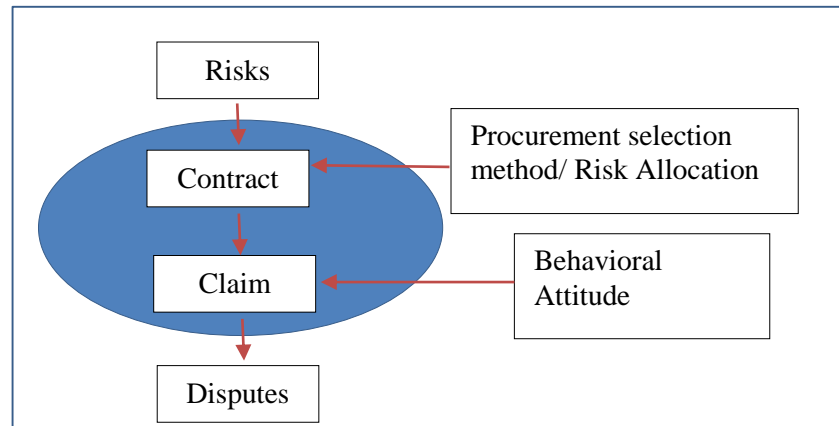 Risks
Procurement selection
method/ Risk Allocation
Contract
Behavioral
Attitude
Claim
Disputes